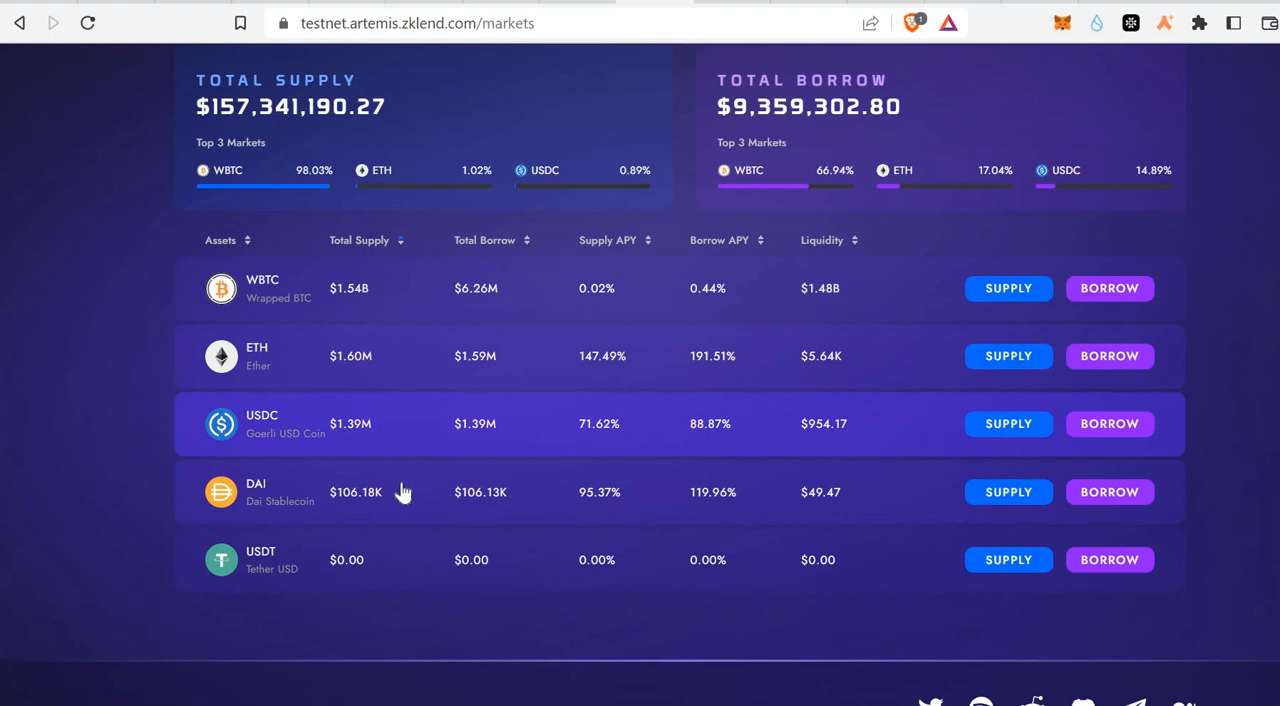 testnet.artemis.zklend.com/markets
1
TOTAL SUPPLY
$157,341,190.27
Top 3 Markets
WBTC 98.03% ETH 1.02% USDC 0.89%
TOTAL BORROW
$9,359,302.80
Top 3 Markets
WBTC 66.94% ETH 17.04% USDC 14.89%
Assets Total Supply Total Borrow Supply APY Borrow APY Liquidity
WBTC
Wrapped BTC
$1.54B $6.26M 0.02% 0.44% $1.48B SUPPLY BORROW
ETH
Ether
$1.60M $1.59M 147.49% 191.51% $5.64K SUPPLY BORROW
USDC
Goerli USD Coin
$1.39M $1.39M 71.62% 88.87% $954.17 SUPPLY BORROW
DAI
Dai Stablecoin
$106.18K $106.13K 95.37% 119.96% $49.47 SUPPLY BORROW
USDT
Tether USD
$0.00 $0.00 0.00% 0.00% $0.00 SUPPLY BORROW